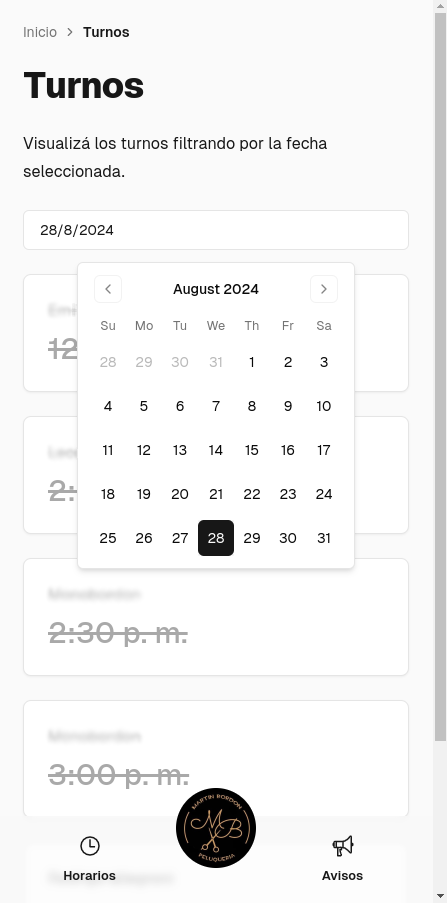 Inicio > Turnos
Turnos
Visualizá los turnos filtrando por la fecha
seleccionada.
28/8/2024
August 2024
Su Mo Tu We Th Fr Sa
28 29 30 31 1 2 3
4 5 6 7 8 9 10
11 12 13 14 15 16 17
18 19 20 21 22 23 24
25 26 27 28 29 30 31
12
2:
2:30 p. m.
3:00 p. m.
MARTIN BORDON
MB
PELUQUERIA
Horarios
Avisos